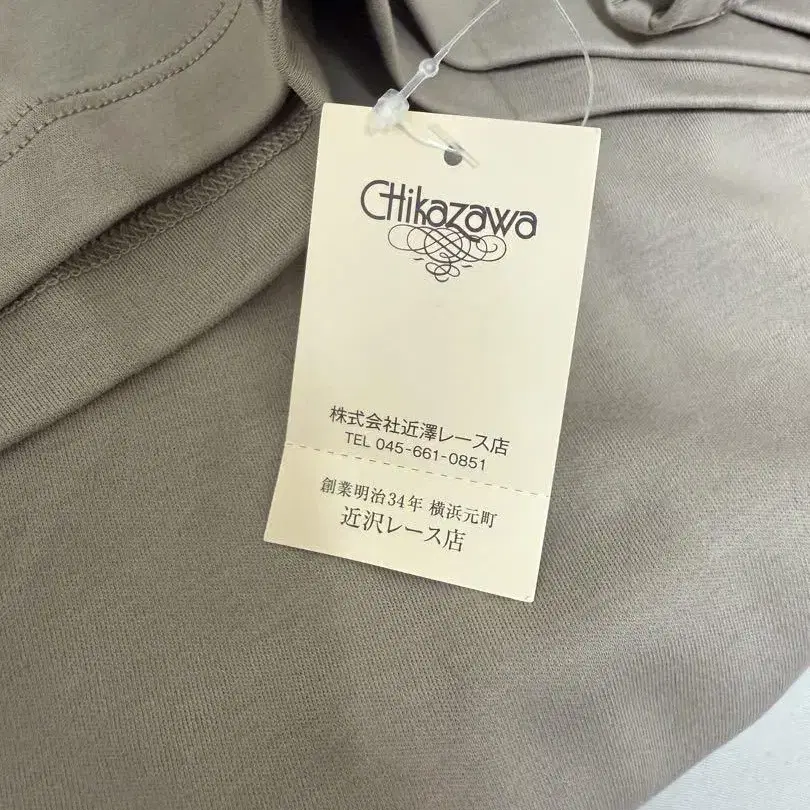 CHikazawa
株式会社近澤レース店
TEL 045-661-0851
創業明治34年 横浜元町
近沢レース店